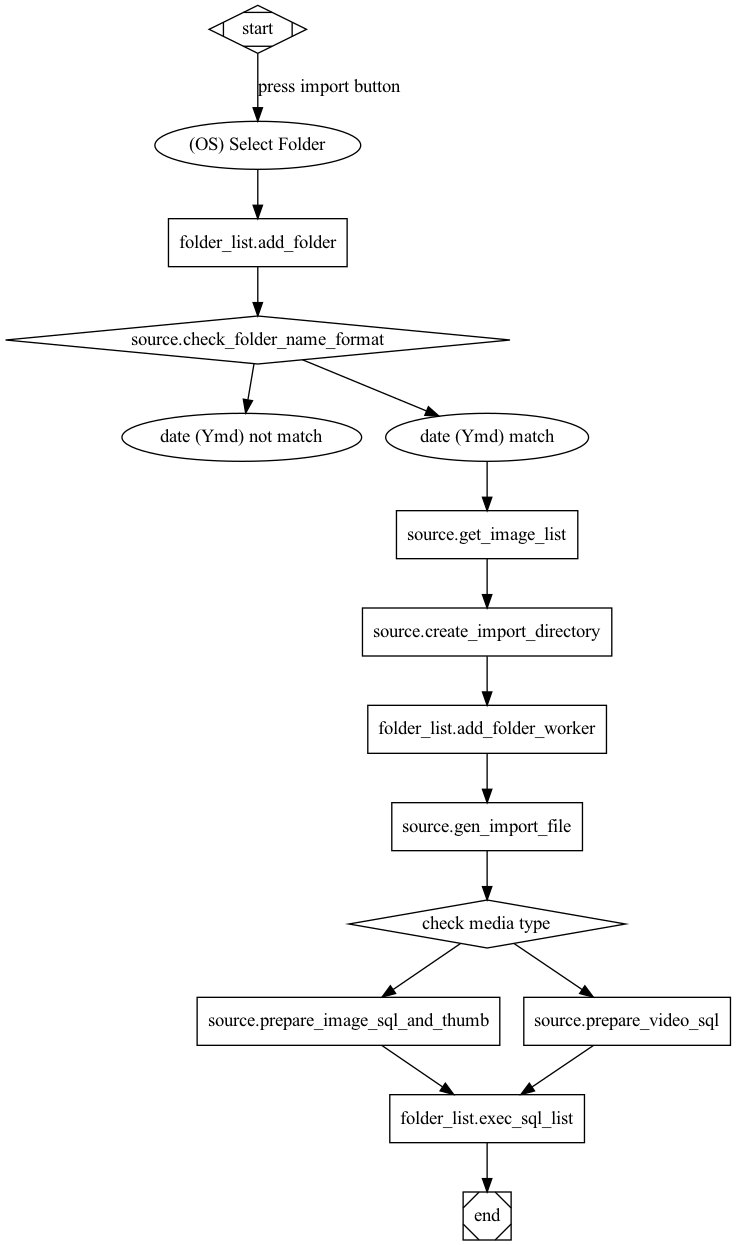 start
press import button
(OS) Select Folder
folder_list.add_folder
source.check_folder_name_format
date (Ymd) not match
date (Ymd) match
source.get_image_list
source.create_import_directory
folder_list.add_folder_worker
source.gen_import_file
check media type
source.prepare_image_sql_and_thumb
source.prepare_video_sql
folder_list.exec_sql_list
end